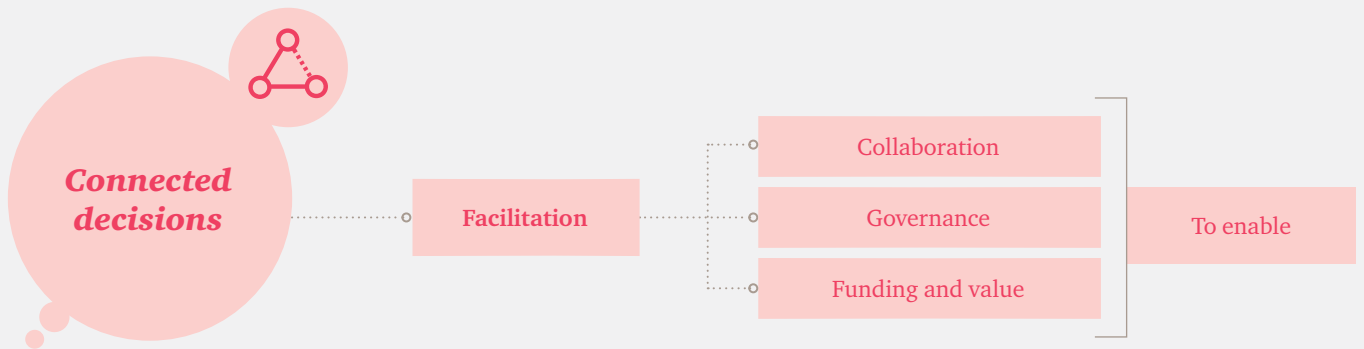 Connected
decisions
Facilitation
Collaboration
Governance
Funding and value
To enable